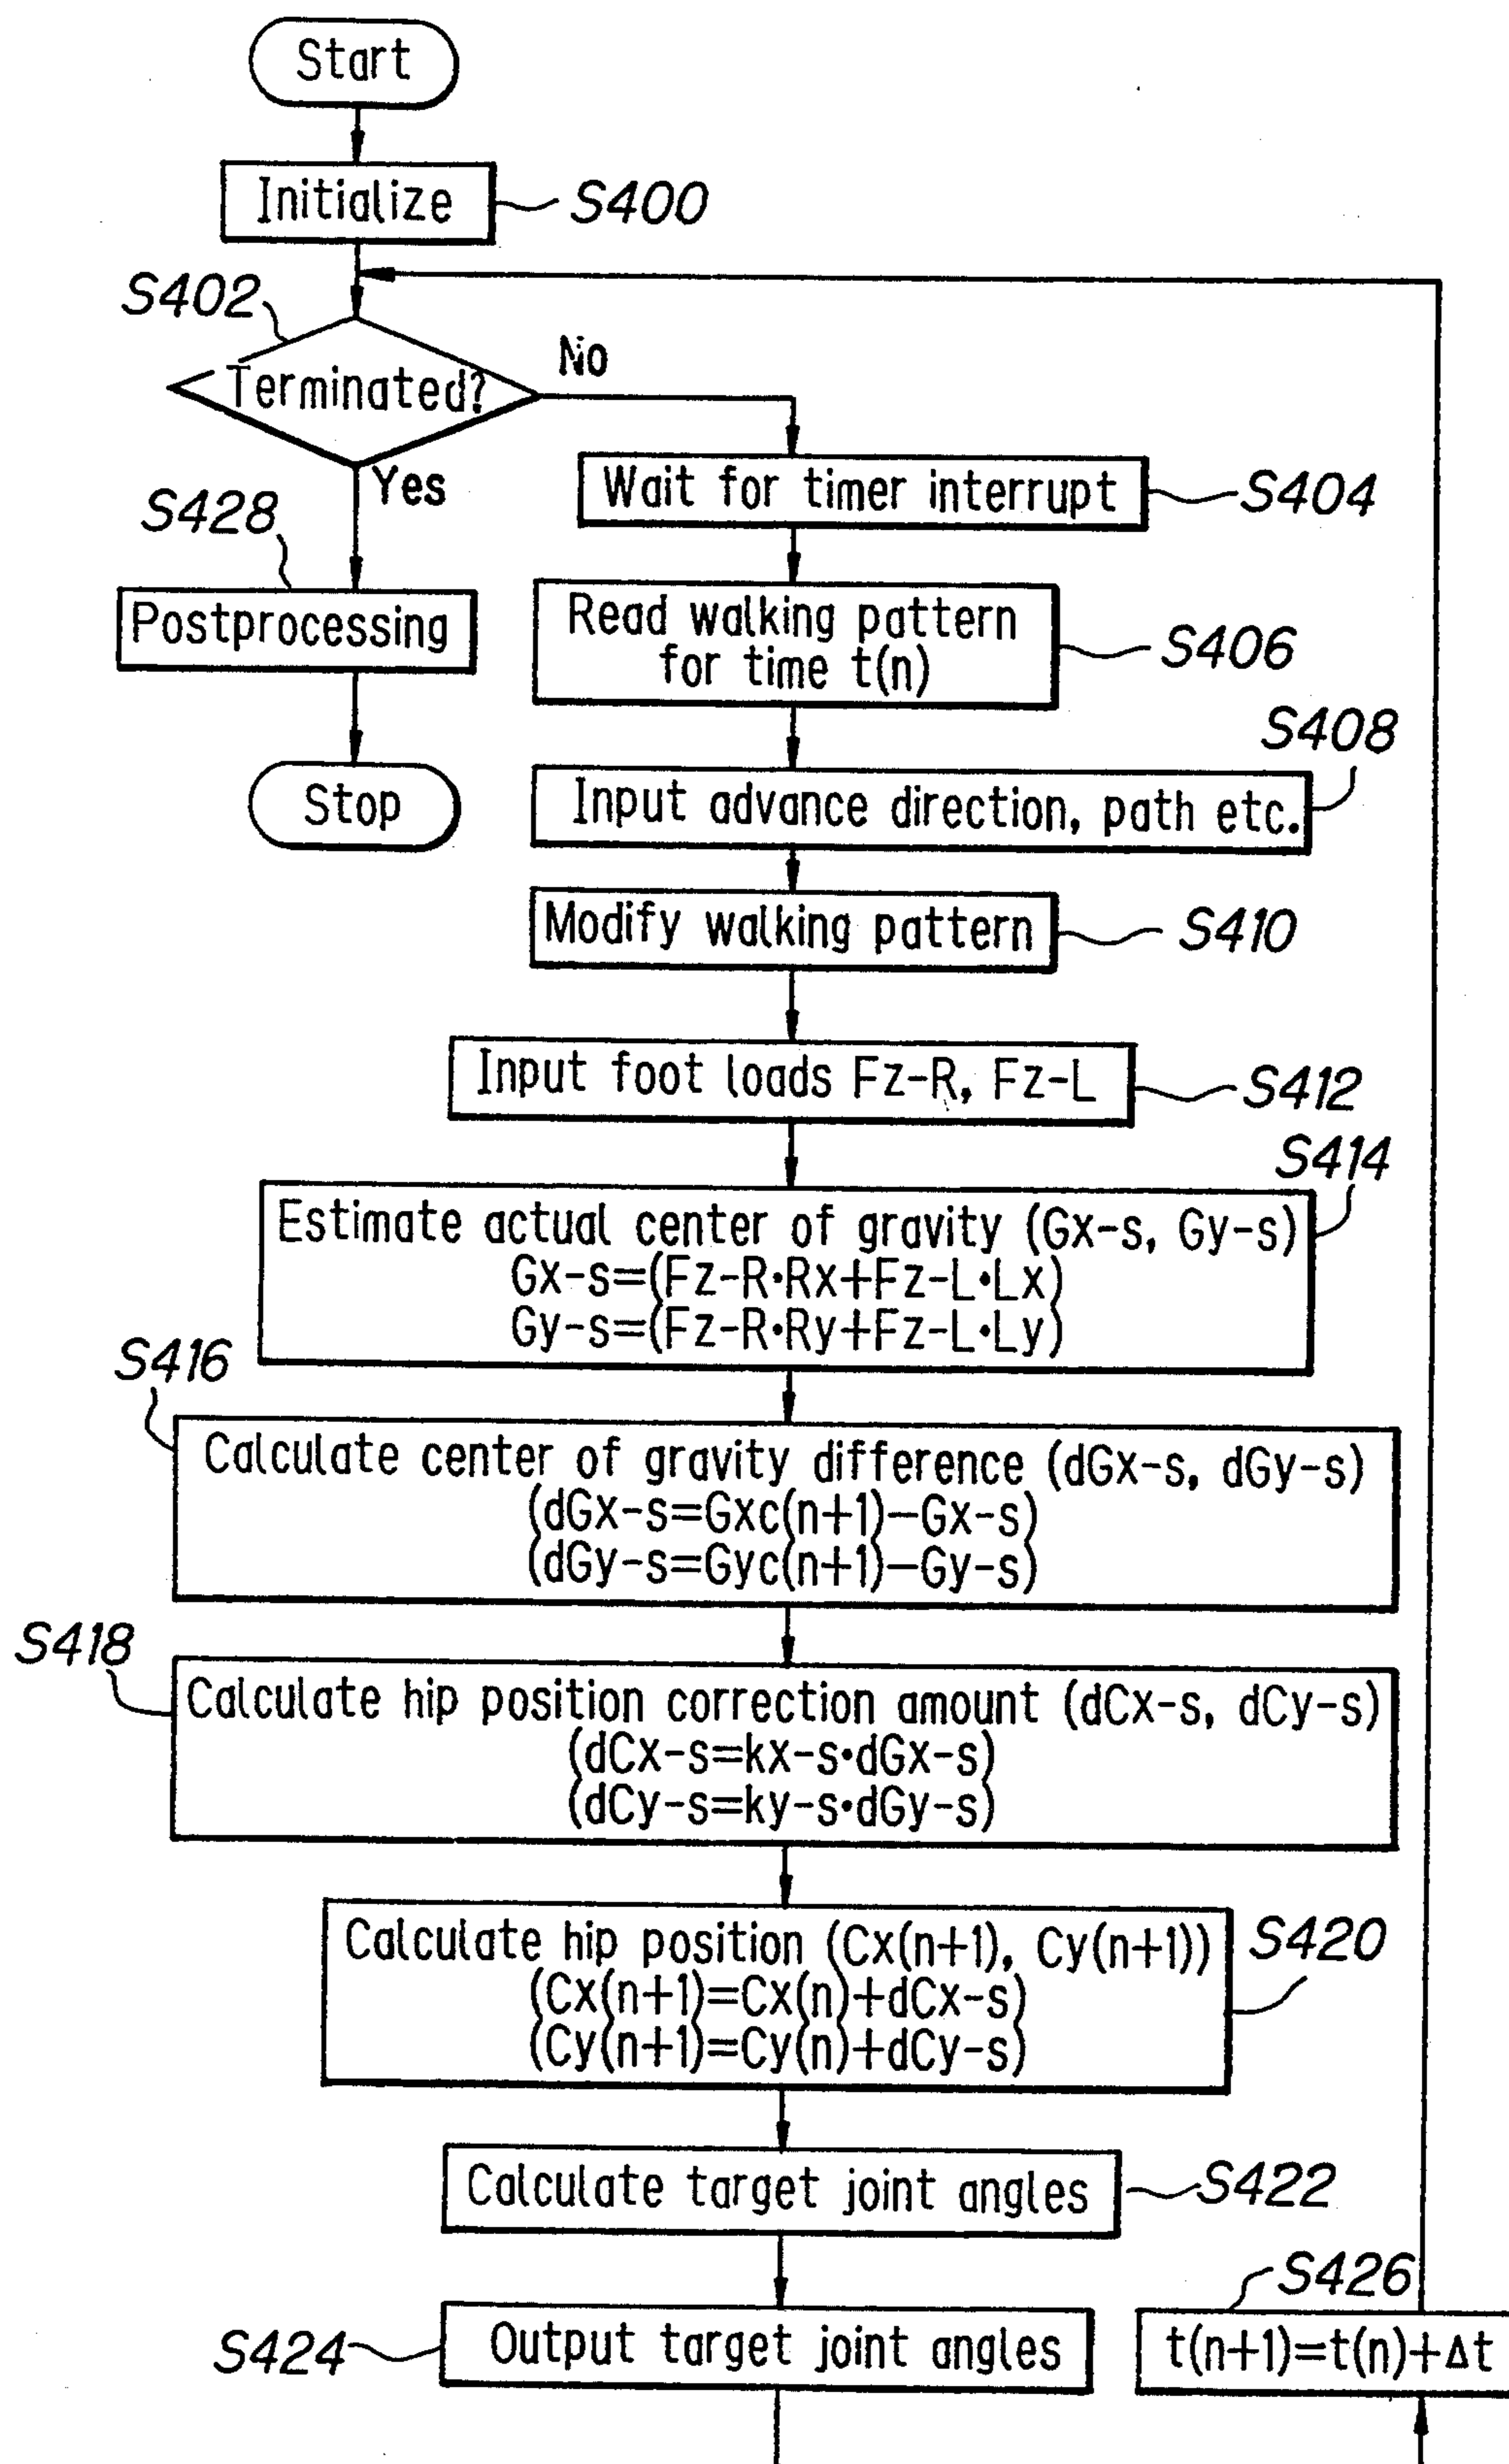 Start
Initialize
S400
S402
Terminated?
No
Yes
S428
Postprocessing
Stop
Wait for timer interrupt
S404
Read walking pattern
for time t(n)
S406
S408
Input advance direction, path etc.
Modify walking pattern
S410
Input foot loads Fz-R, Fz-L
S412
S414
Estimate actual center of gravity (Gx-s, Gy-s)
Gx-s=(Fz-R·Rx+Fz-L·Lx)
Gy-s=(Fz-R·Ry+Fz-L·Ly)
S416
Calculate center of gravity difference (dGx-s, dGy-s)
(dGx-s=Gxc(n+1)-Gx-s)
(dGy-s=Gyc(n+1)-Gy-s)
S418
Calculate hip position correction amount (dCx-s, dCy-s)
(dCx-s=kx-s·dGx-s)
(dCy-s=ky-s·dGy-s)
Calculate hip position (Cx(n+1), Cy(n+1))
(Cx(n+1)=Cx(n)+dCx-s)
(Cy(n+1)=Cy(n)+dCy-s)
S420
Calculate target joint angles
S422
S424
Output target joint angles
S426
t(n+1)=t(n)+Δt